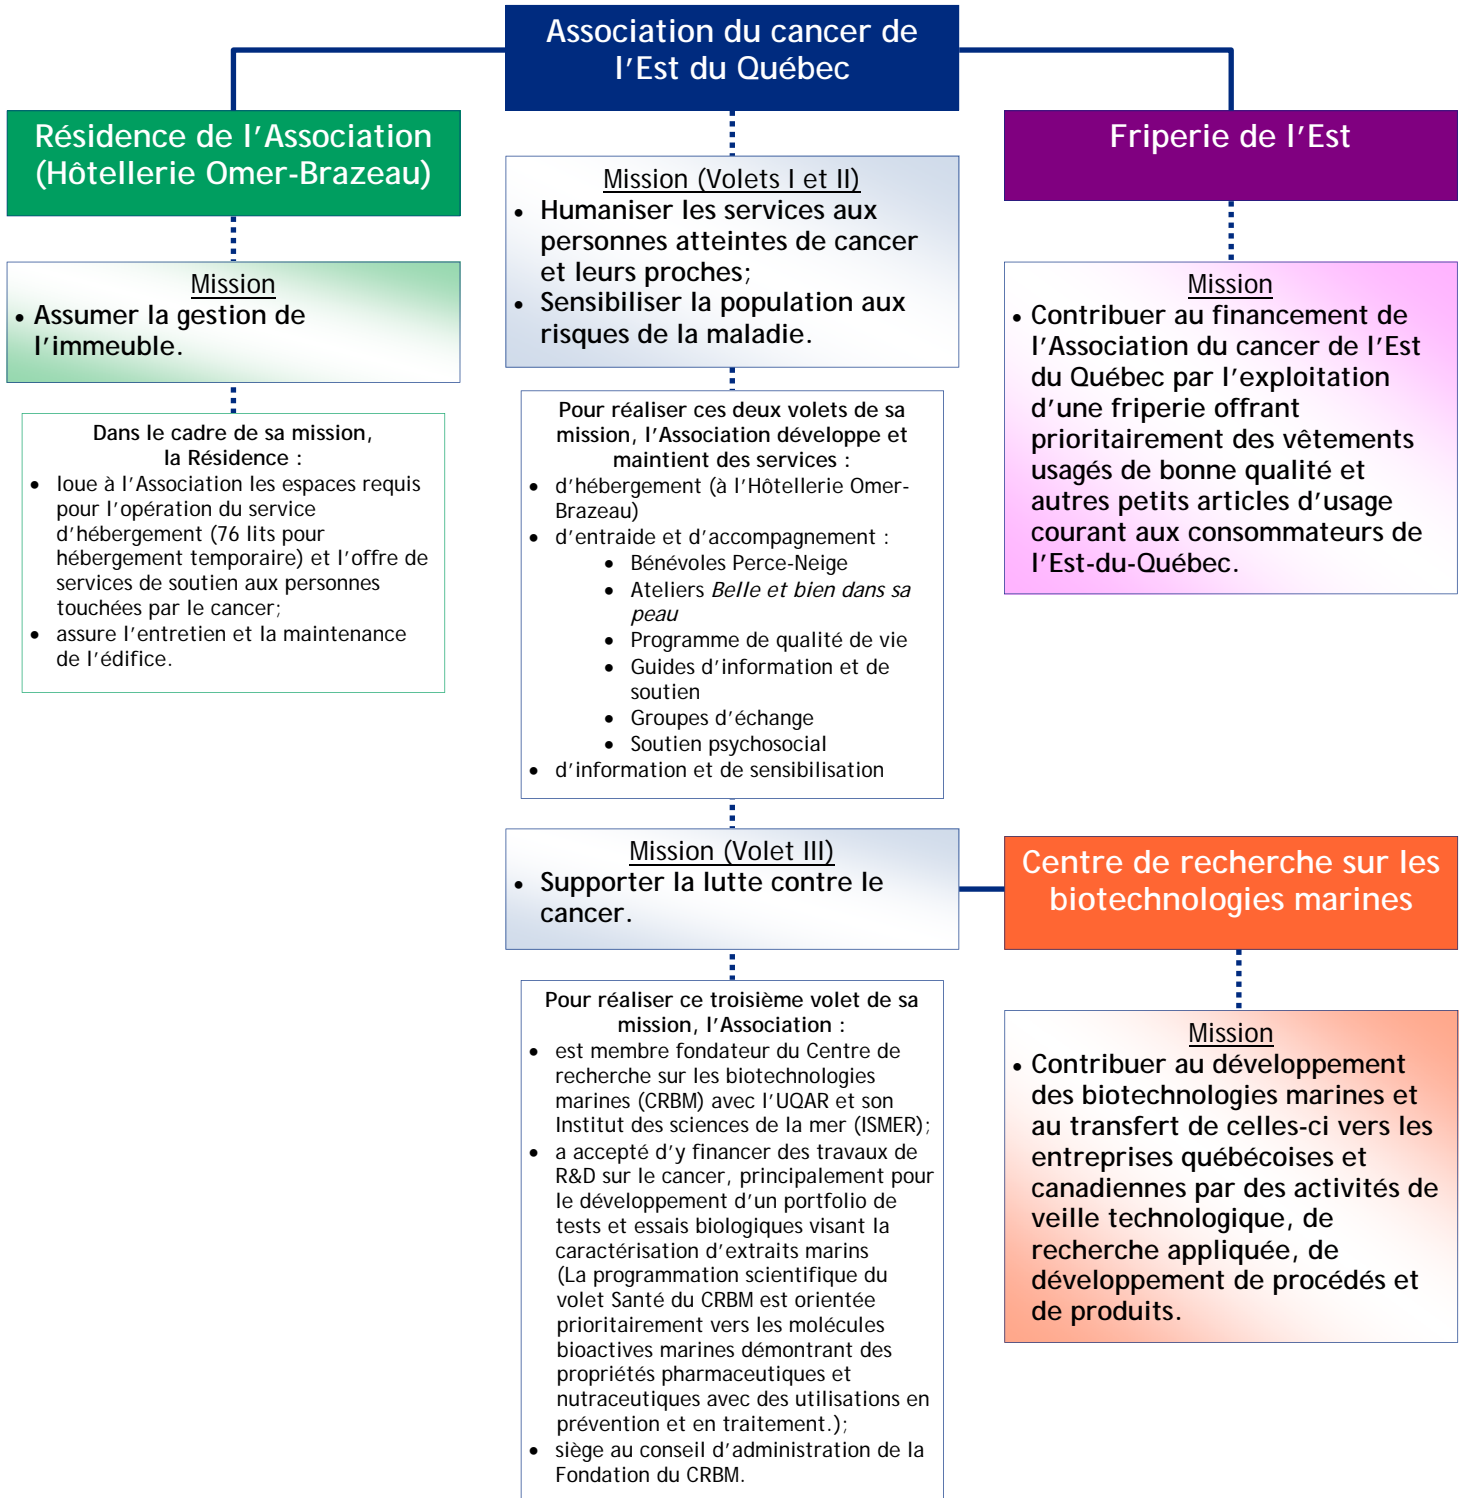 Association du cancer de
l'Est du Québec
Résidence de l'Association
(Hôtellerie Omer-Brazeau)
Mission
• Assumer la gestion de
l'immeuble.
Dans le cadre de sa mission,
la Résidence :
• loue à l'Association les espaces requis
pour l'opération du service
d'hébergement (76 lits pour
hébergement temporaire) et l'offre de
services de soutien aux personnes
touchées par le cancer;
• assure l'entretien et la maintenance
de l'édifice.
Mission (Volets I et II)
• Humaniser les services aux
personnes atteintes de cancer
et leurs proches;
• Sensibiliser la population aux
risques de la maladie.
Pour réaliser ces deux volets de sa
mission, l'Association développe et
maintient des services :
• d'hébergement (à l'Hôtellerie Omer-
Brazeau)
• d'entraide et d'accompagnement :
• Bénévoles Perce-Neige
• Ateliers Belle et bien dans sa
peau
• Programme de qualité de vie
• Guides d'information et de
soutien
• Groupes d'échange
• Soutien psychosocial
• d'information et de sensibilisation
Friperie de l'Est
Mission
• Contribuer au financement de
l'Association du cancer de l'Est
du Québec par l'exploitation
d'une friperie offrant
prioritairement des vêtements
usagés de bonne qualité et
autres petits articles d'usage
courant aux consommateurs de
l'Est-du-Québec.
Mission (Volet III)
• Supporter la lutte contre le
cancer.
Pour réaliser ce troisième volet de sa
mission, l'Association :
• est membre fondateur du Centre de
recherche sur les biotechnologies
marines (CRBM) avec l'UQAR et son
Institut des sciences de la mer (ISMER);
• a accepté d'y financer des travaux de
R&D sur le cancer, principalement pour
le développement d'un portfolio de
tests et essais biologiques visant la
caractérisation d'extraits marins
(La programmation scientifique du
volet Santé du CRBM est orientée
prioritairement vers les molécules
bioactives marines démontrant des
propriétés pharmaceutiques et
nutraceutiques avec des utilisations en
prévention et en traitement.);
• siège au conseil d'administration de la
Fondation du CRBM.
Centre de recherche sur les
biotechnologies marines
Mission
• Contribuer au développement
des biotechnologies marines et
au transfert de celles-ci vers les
entreprises québécoises et
canadiennes par des activités de
veille technologique, de
recherche appliquée, de
développement de procédés et
de produits.